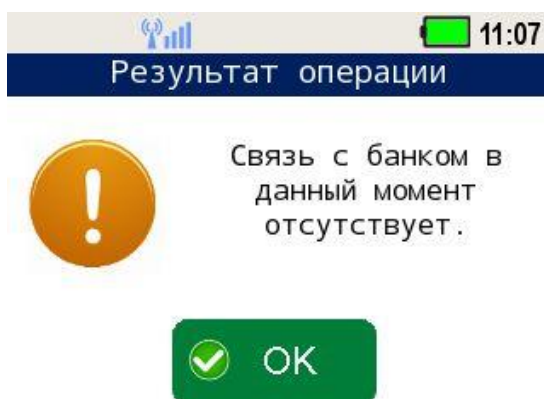 11:07
Результат операции
Связь с банком в
данный момент
отсутствует.
OK